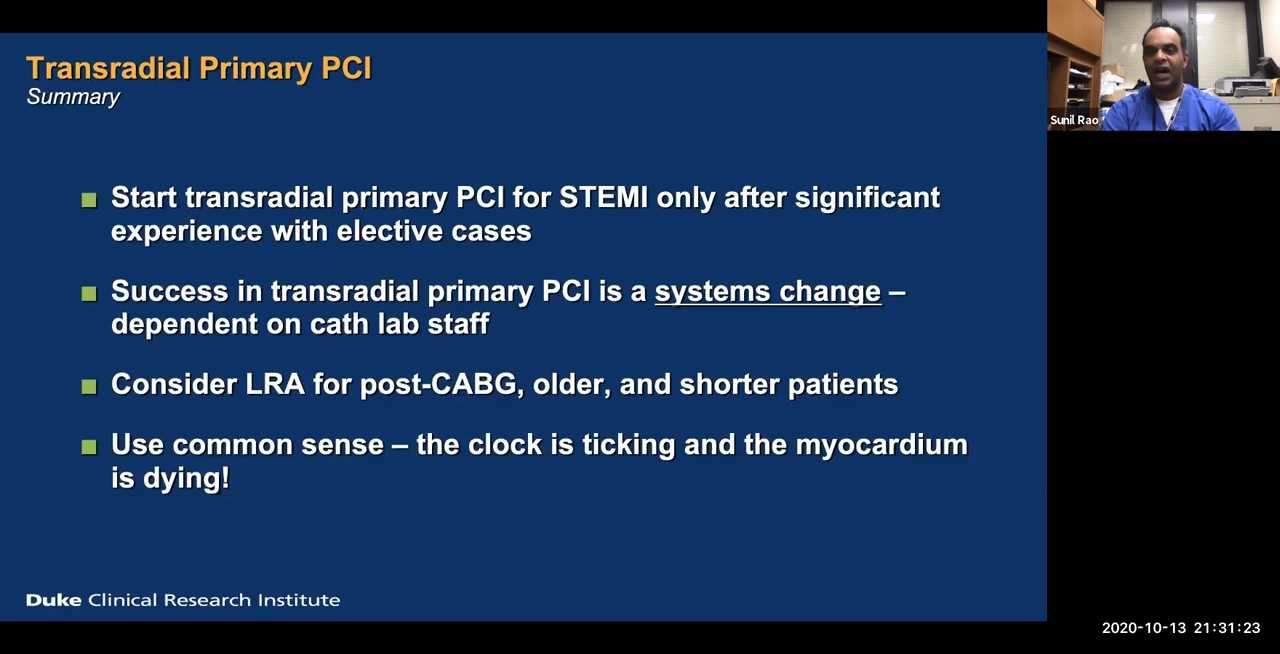 Transradial Primary PCI
Summary
Sunil Rao
Start transradial primary PCI for STEMI only after significant
experience with elective cases
Success in transradial primary PCI is a systems change –
dependent on cath lab staff
Consider LRA for post-CABG, older, and shorter patients
Use common sense – the clock is ticking and the myocardium
is dying!
Duke Clinical Research Institute
2020-10-13 21:31:23